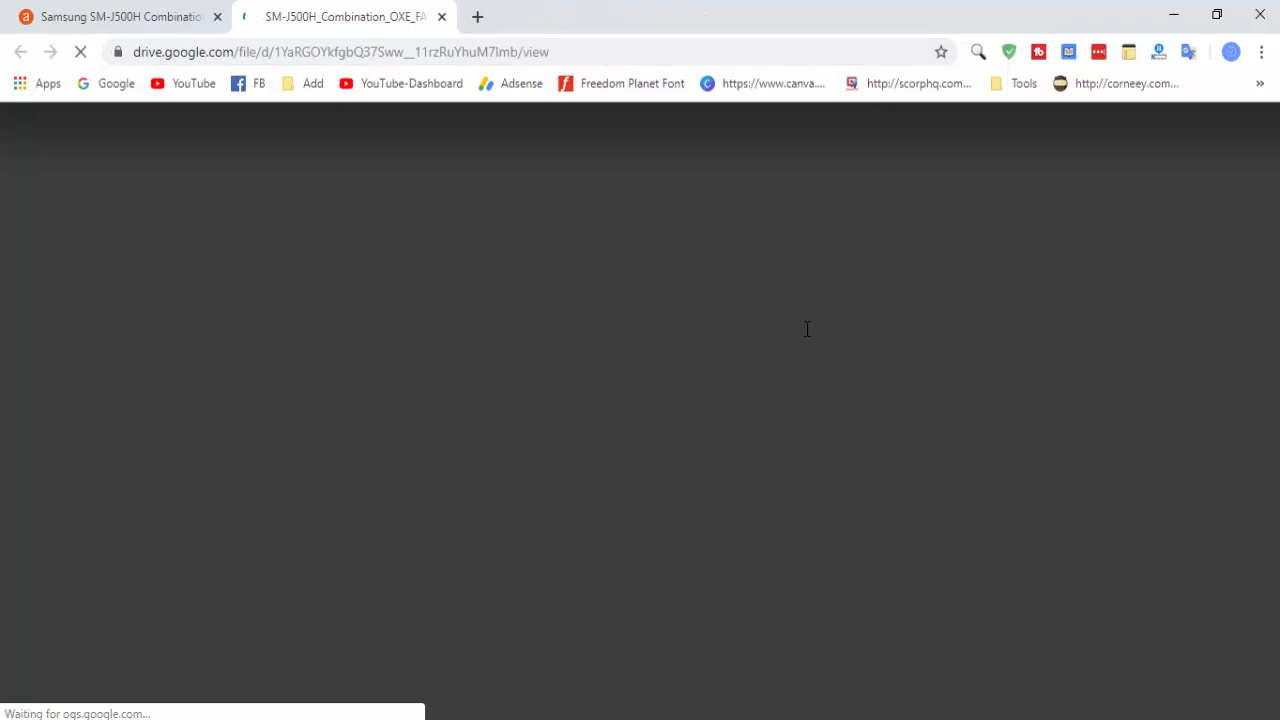 Samsung SM-J500H Combinatio
SM-J500H_Combination_OXE_FA
drive.google.com/file/d/1YaRGOYkfgbQ37Sww__11rzRuYhuM7lmb/view
Apps
Google
YouTube
FB
Add
YouTube-Dashboard
Adsense
Freedom Planet Font
https://www.canva....
http://scorphq.com...
Tools
http://corneey.com...
Waiting for ogs.google.com...